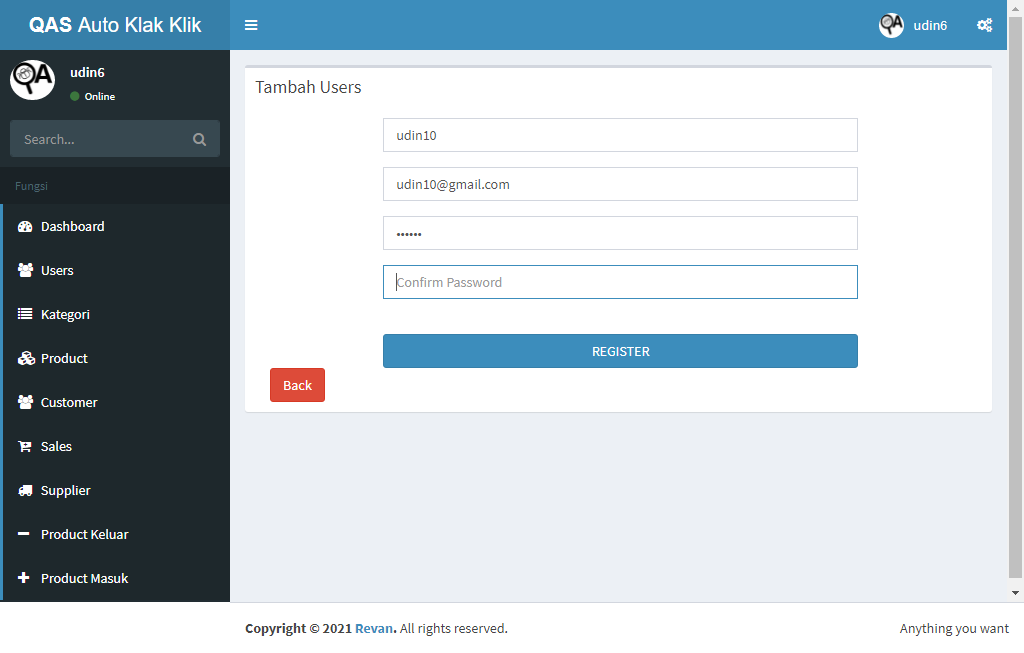 QAS Auto Klak Klik
udin6
udin6
Online
Search...
Fungsi
Dashboard
Users
Kategori
Product
Customer
Sales
Supplier
Product Keluar
Product Masuk
Tambah Users
udin10
udin10@gmail.com
••••••
Confirm Password
REGISTER
Back
Copyright © 2021 Revan. All rights reserved.
Anything you want